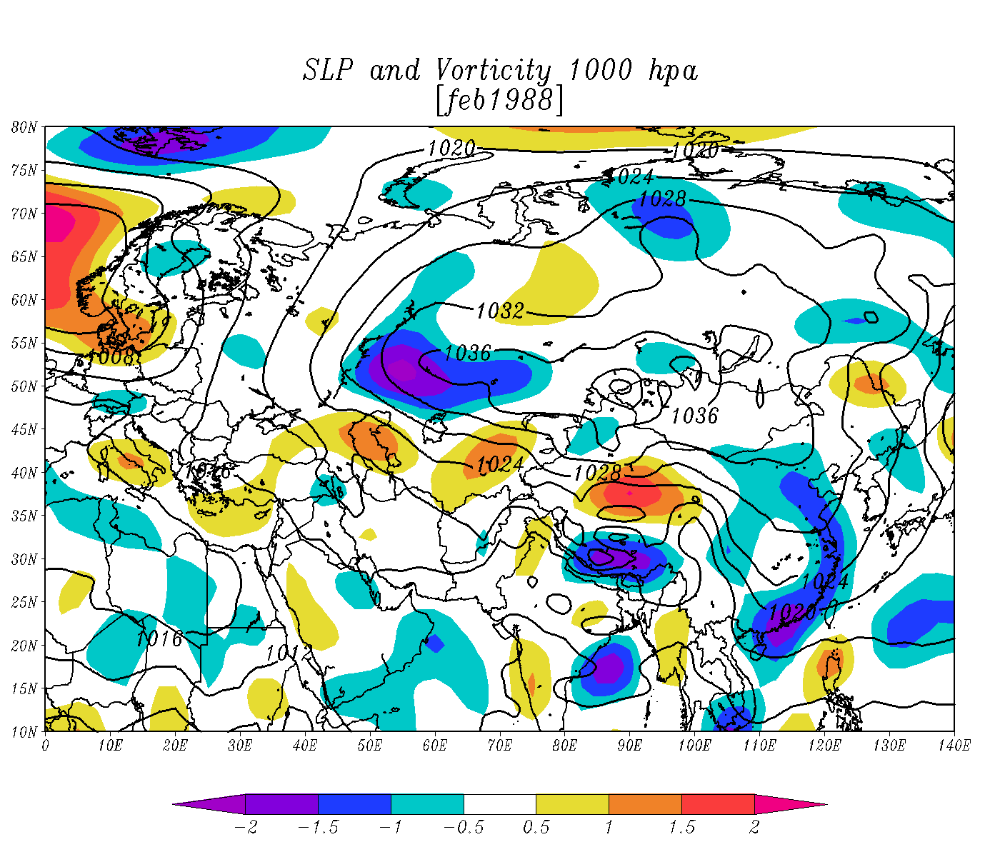 SLP and Vorticity 1000 hpa
[feb1988]
80N
75N
70N
65N
60N
55N
50N
45N
40N
35N
30N
25N
20N
15N
10N
1020
1020
1024
1028
1032
1036
1008
1036
1016
1024
1028
1024
1020
1016
1012
0 10E 20E 30E 40E 50E 60E 70E 80E 90E 100E 110E 120E 130E 140E
-2 -1.5 -1 -0.5 0.5 1 1.5 2